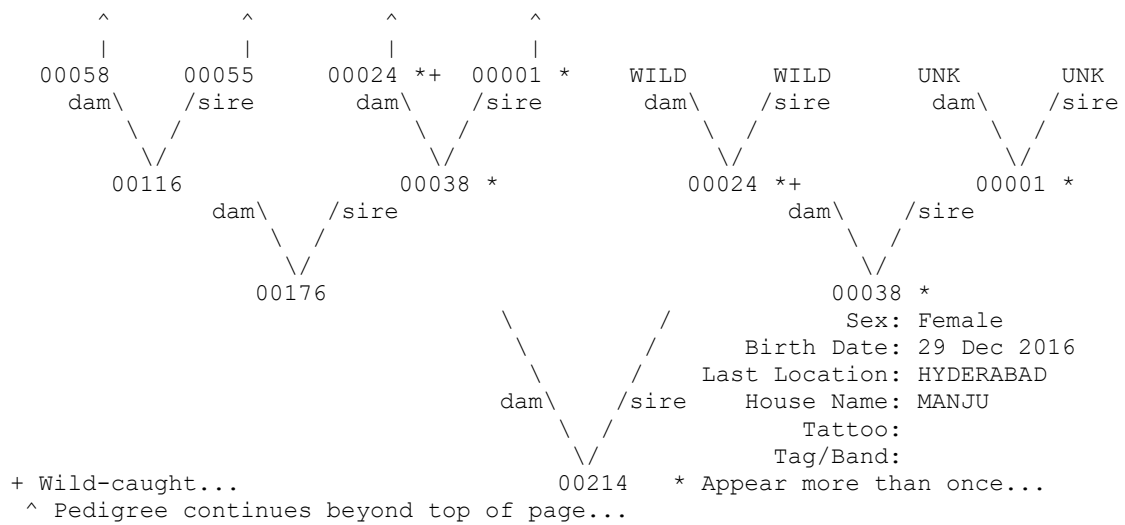 ^ ^ ^ ^
| | | |
00058 00055 00024 *+ 00001 * WILD WILD UNK UNK
dam\ /sire dam\ /sire dam\ /sire dam\ /sire
\ / \ / \ / \ /
\/ \/ \/ \/
00116 00038 * 00024 *+ 00001 *
dam\ /sire dam\ /sire
\ / \ /
\/ \/
00176 00038 *
\ / Sex: Female
\ / Birth Date: 29 Dec 2016
\ / Last Location: HYDERABAD
dam\ /sire House Name: MANJU
\ / Tattoo:
\/ Tag/Band:
+ Wild-caught... 00214 * Appear more than once...
^ Pedigree continues beyond top of page...